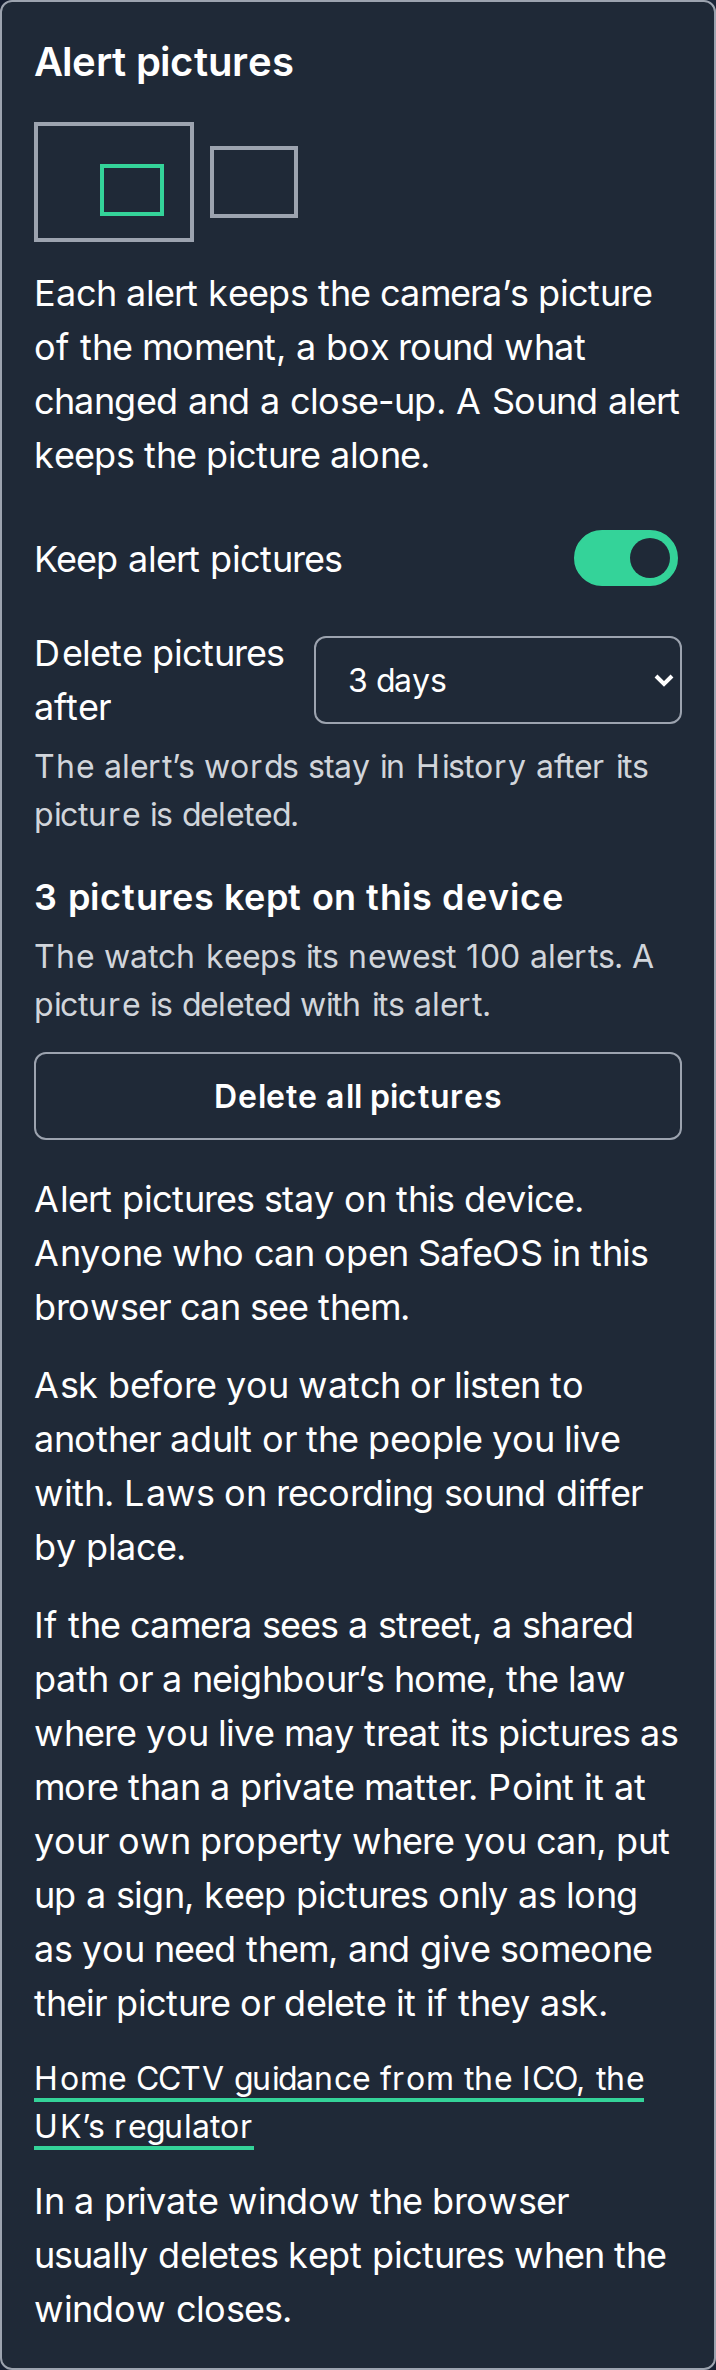 Alert pictures
Each alert keeps the camera’s picture
of the moment, a box round what
changed and a close-up. A Sound alert
keeps the picture alone.
Keep alert pictures
Delete pictures
after
3 days
The alert’s words stay in History after its
picture is deleted.
3 pictures kept on this device
The watch keeps its newest 100 alerts. A
picture is deleted with its alert.
Delete all pictures
Alert pictures stay on this device.
Anyone who can open SafeOS in this
browser can see them.
Ask before you watch or listen to
another adult or the people you live
with. Laws on recording sound differ
by place.
If the camera sees a street, a shared
path or a neighbour’s home, the law
where you live may treat its pictures as
more than a private matter. Point it at
your own property where you can, put
up a sign, keep pictures only as long
as you need them, and give someone
their picture or delete it if they ask.
Home CCTV guidance from the ICO, the
UK’s regulator
In a private window the browser
usually deletes kept pictures when the
window closes.